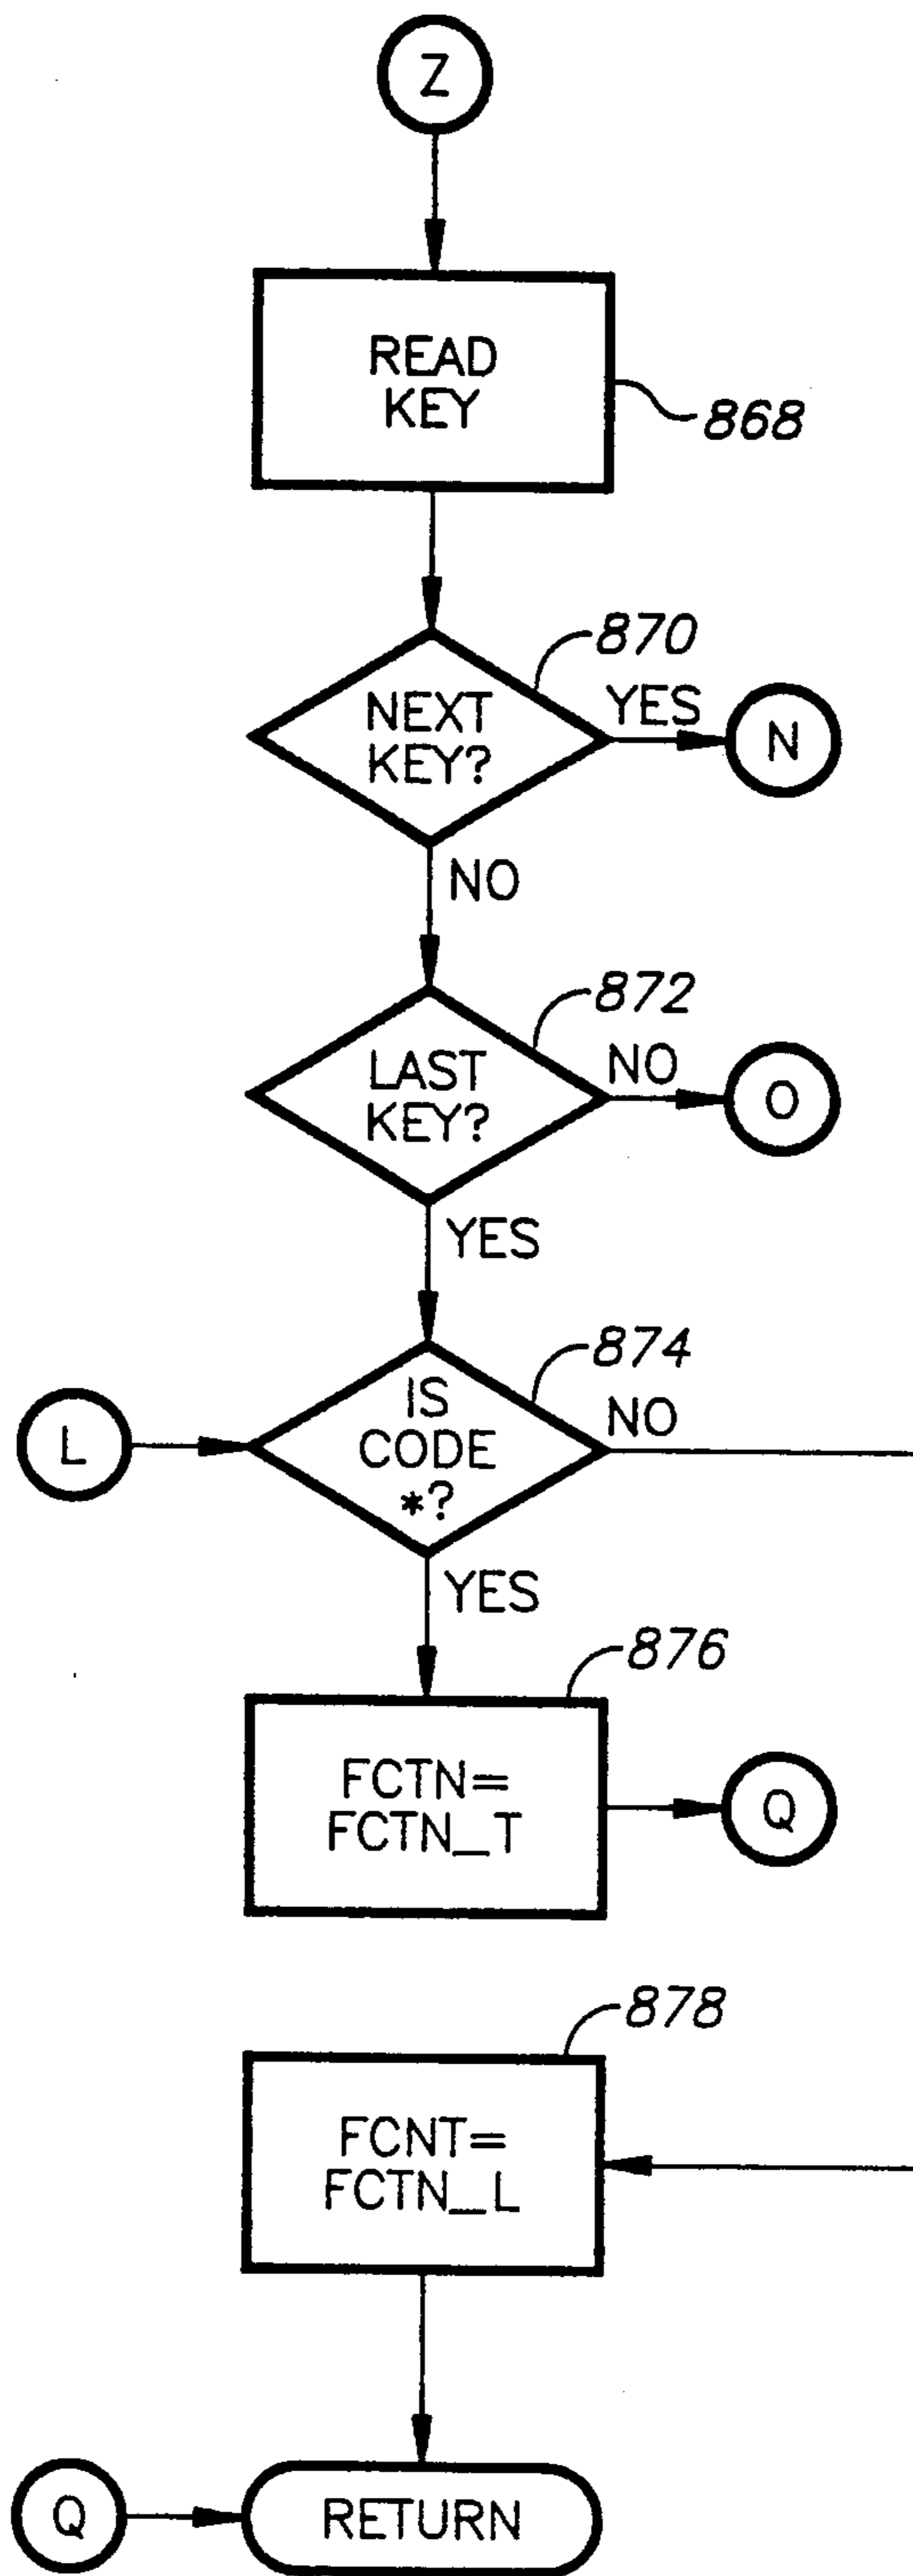 Z
READ
KEY
868
870
NEXT
KEY?
YES
N
NO
872
LAST
KEY?
NO
O
YES
874
L
IS
CODE
*?
NO
YES
876
FCTN=
FCTN_T
Q
878
FCNT=
FCTN_L
Q
RETURN